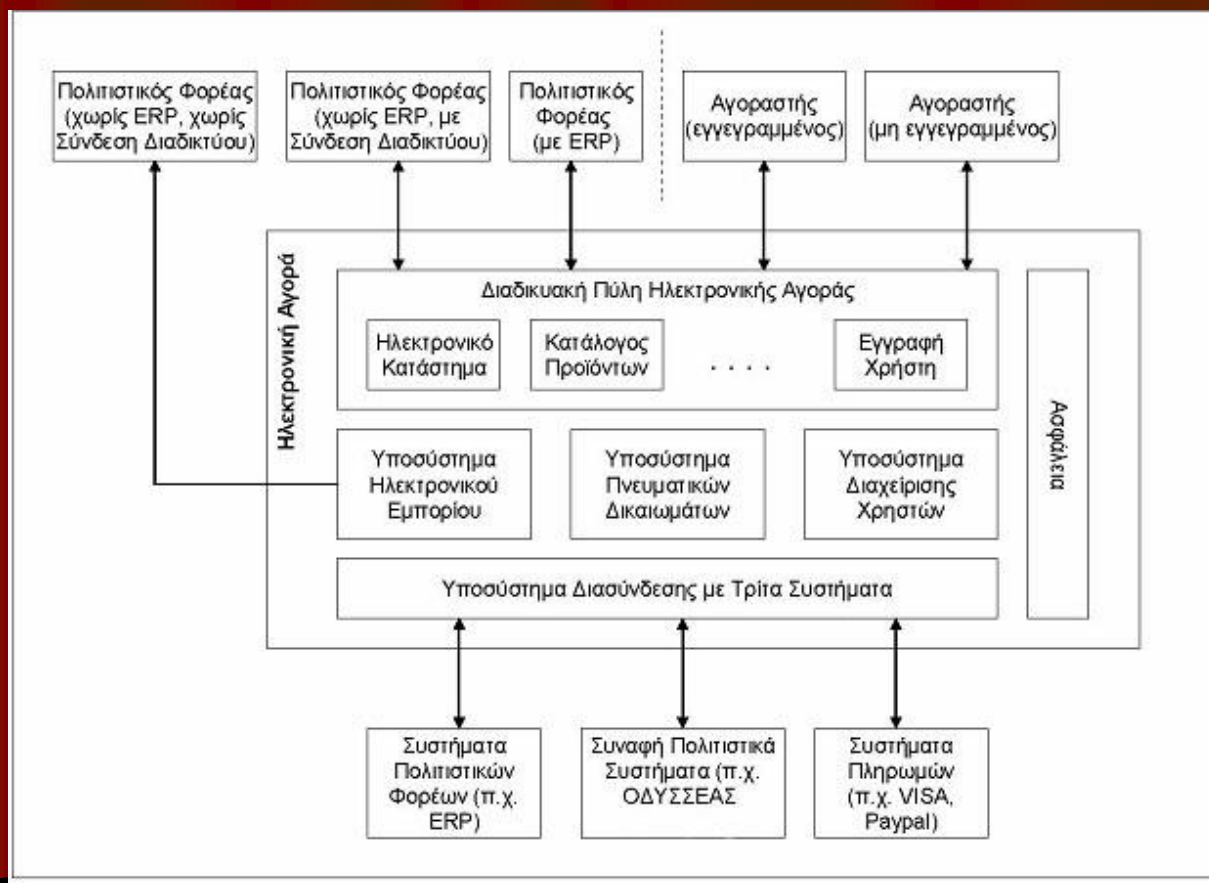 Πολιτιστικός Φορέας
(χωρίς ERP, χωρίς
Σύνδεση Διαδικτύου)
Πολιτιστικός Φορέας
(χωρίς ERP, με
Σύνδεση Διαδικτύου)
Πολιτιστικός
Φορέας
(με ERP)
Αγοραστής
(εγγεγραμμένος)
Αγοραστής
(μη εγγεγραμμένος)
Ηλεκτρονική Αγορά
Διαδικυακή Πύλη Ηλεκτρονικής Αγοράς
Ηλεκτρονικό
Κατάστημα
Κατάλογος
Προϊόντων
. . . .
Εγγραφή
Χρήστη
Υποσύστημα
Ηλεκτρονικού
Εμπορίου
Υποσύστημα
Πνευματικών
Δικαιωμάτων
Υποσύστημα
Διαχείρισης
Χρηστών
Ασφάλεια
Υποσύστημα Διασύνδεσης με Τρίτα Συστήματα
Συστήματα
Πολιτιστικών
Φορέων (π.χ.
ERP)
Συναφή Πολιτιστικά
Συστήματα (π.χ.
ΟΔΥΣΣΕΑΣ
Συστήματα
Πληρωμών
(π.χ. VISA,
Paypal)